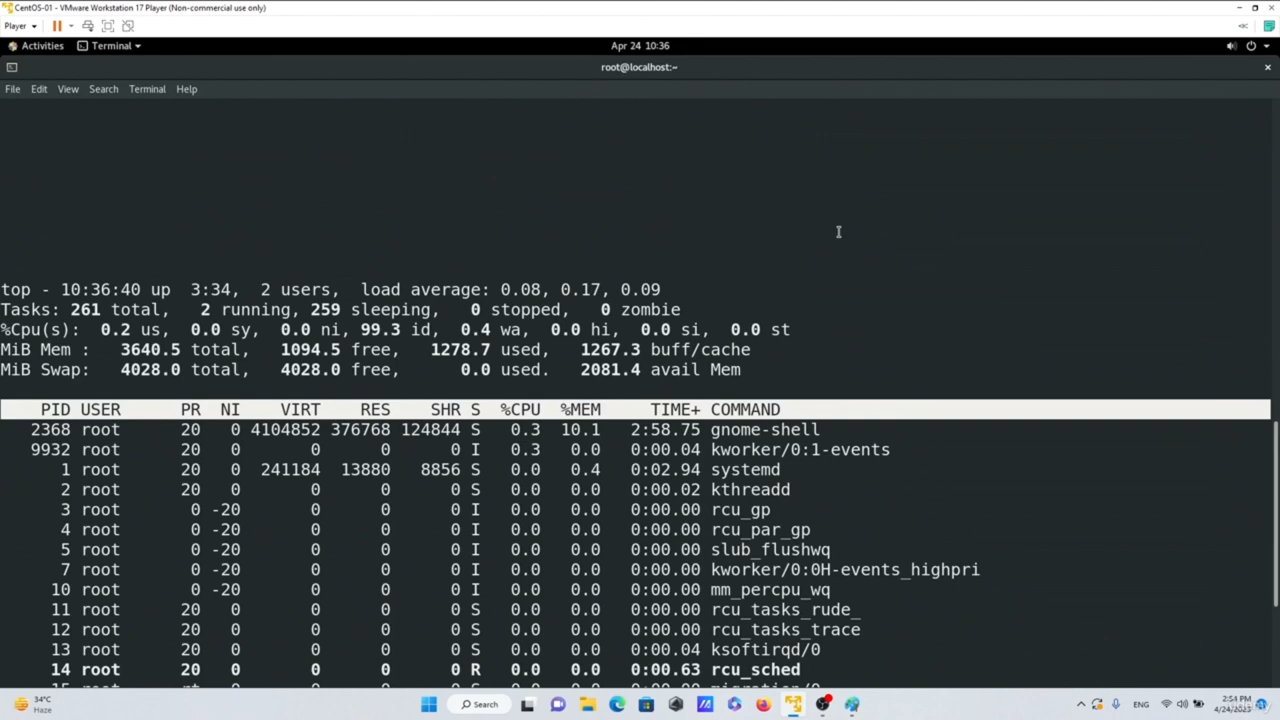 CentOS-01 - VMware Workstation 17 Player (Non-commercial use only)
Player
Activities Terminal Apr 24 10:36
root@localhost:~
File Edit View Search Terminal Help
top - 10:36:40 up 3:34, 2 users, load average: 0.08, 0.17, 0.09
Tasks: 261 total, 2 running, 259 sleeping, 0 stopped, 0 zombie
%Cpu(s): 0.2 us, 0.0 sy, 0.0 ni, 99.3 id, 0.4 wa, 0.0 hi, 0.0 si, 0.0 st
MiB Mem : 3640.5 total, 1094.5 free, 1278.7 used, 1267.3 buff/cache
MiB Swap: 4028.0 total, 4028.0 free, 0.0 used. 2081.4 avail Mem
PID USER PR NI VIRT RES SHR S %CPU %MEM TIME+ COMMAND
2368 root 20 0 4104852 376768 124844 S 0.3 10.1 2:58.75 gnome-shell
9932 root 20 0 0 0 0 I 0.3 0.0 0:00.04 kworker/0:1-events
1 root 20 0 241184 13880 8856 S 0.0 0.4 0:02.94 systemd
2 root 20 0 0 0 0 S 0.0 0.0 0:00.02 kthreadd
3 root 0 -20 0 0 0 I 0.0 0.0 0:00.00 rcu_gp
4 root 0 -20 0 0 0 I 0.0 0.0 0:00.00 rcu_par_gp
5 root 0 -20 0 0 0 I 0.0 0.0 0:00.00 slub_flushwq
7 root 0 -20 0 0 0 I 0.0 0.0 0:00.00 kworker/0:0H-events_highpri
10 root 0 -20 0 0 0 I 0.0 0.0 0:00.00 mm_percpu_wq
11 root 20 0 0 0 0 S 0.0 0.0 0:00.00 rcu_tasks_rude_
12 root 20 0 0 0 0 S 0.0 0.0 0:00.00 rcu_tasks_trace
13 root 20 0 0 0 0 S 0.0 0.0 0:00.04 ksoftirqd/0
14 root 20 0 0 0 0 R 0.0 0.0 0:00.63 rcu_sched
34°C
Haze
Search
ENG
2:54 PM
4/24/2023